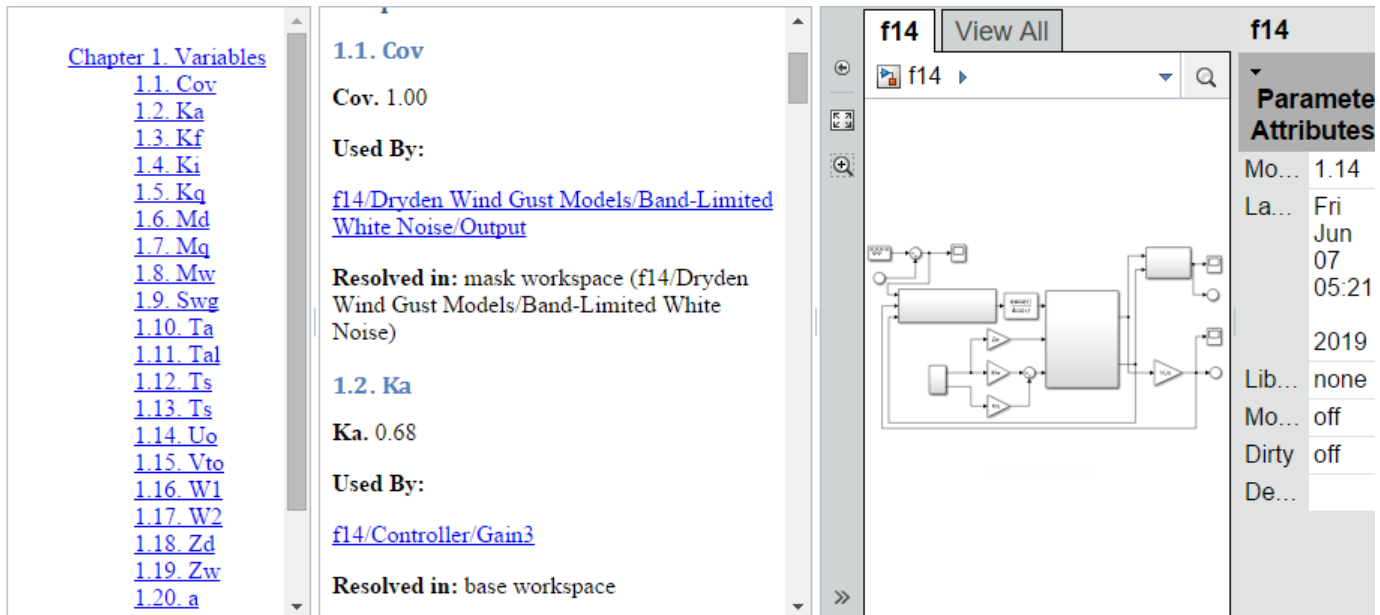 Chapter 1. Variables
1.1. Cov
1.2. Ka
1.3. Kf
1.4. Ki
1.5. Kq
1.6. Md
1.7. Mq
1.8. Mw
1.9. Swg
1.10. Ta
1.11. Tal
1.12. Ts
1.13. Ts
1.14. Uo
1.15. Vto
1.16. W1
1.17. W2
1.18. Zd
1.19. Zw
1.20. a
1.1. Cov
Cov. 1.00
Used By:
f14/Dryden Wind Gust Models/Band-Limited
White Noise/Output
Resolved in: mask workspace (f14/Dryden
Wind Gust Models/Band-Limited White
Noise)
1.2. Ka
Ka. 0.68
Used By:
f14/Controller/Gain3
Resolved in: base workspace
f14
View All
f14
f14
Paramete
Attributes
Mo... 1.14
La... Fri
Jun
07
05:21
2019
Lib... none
Mo... off
Dirty off
De...